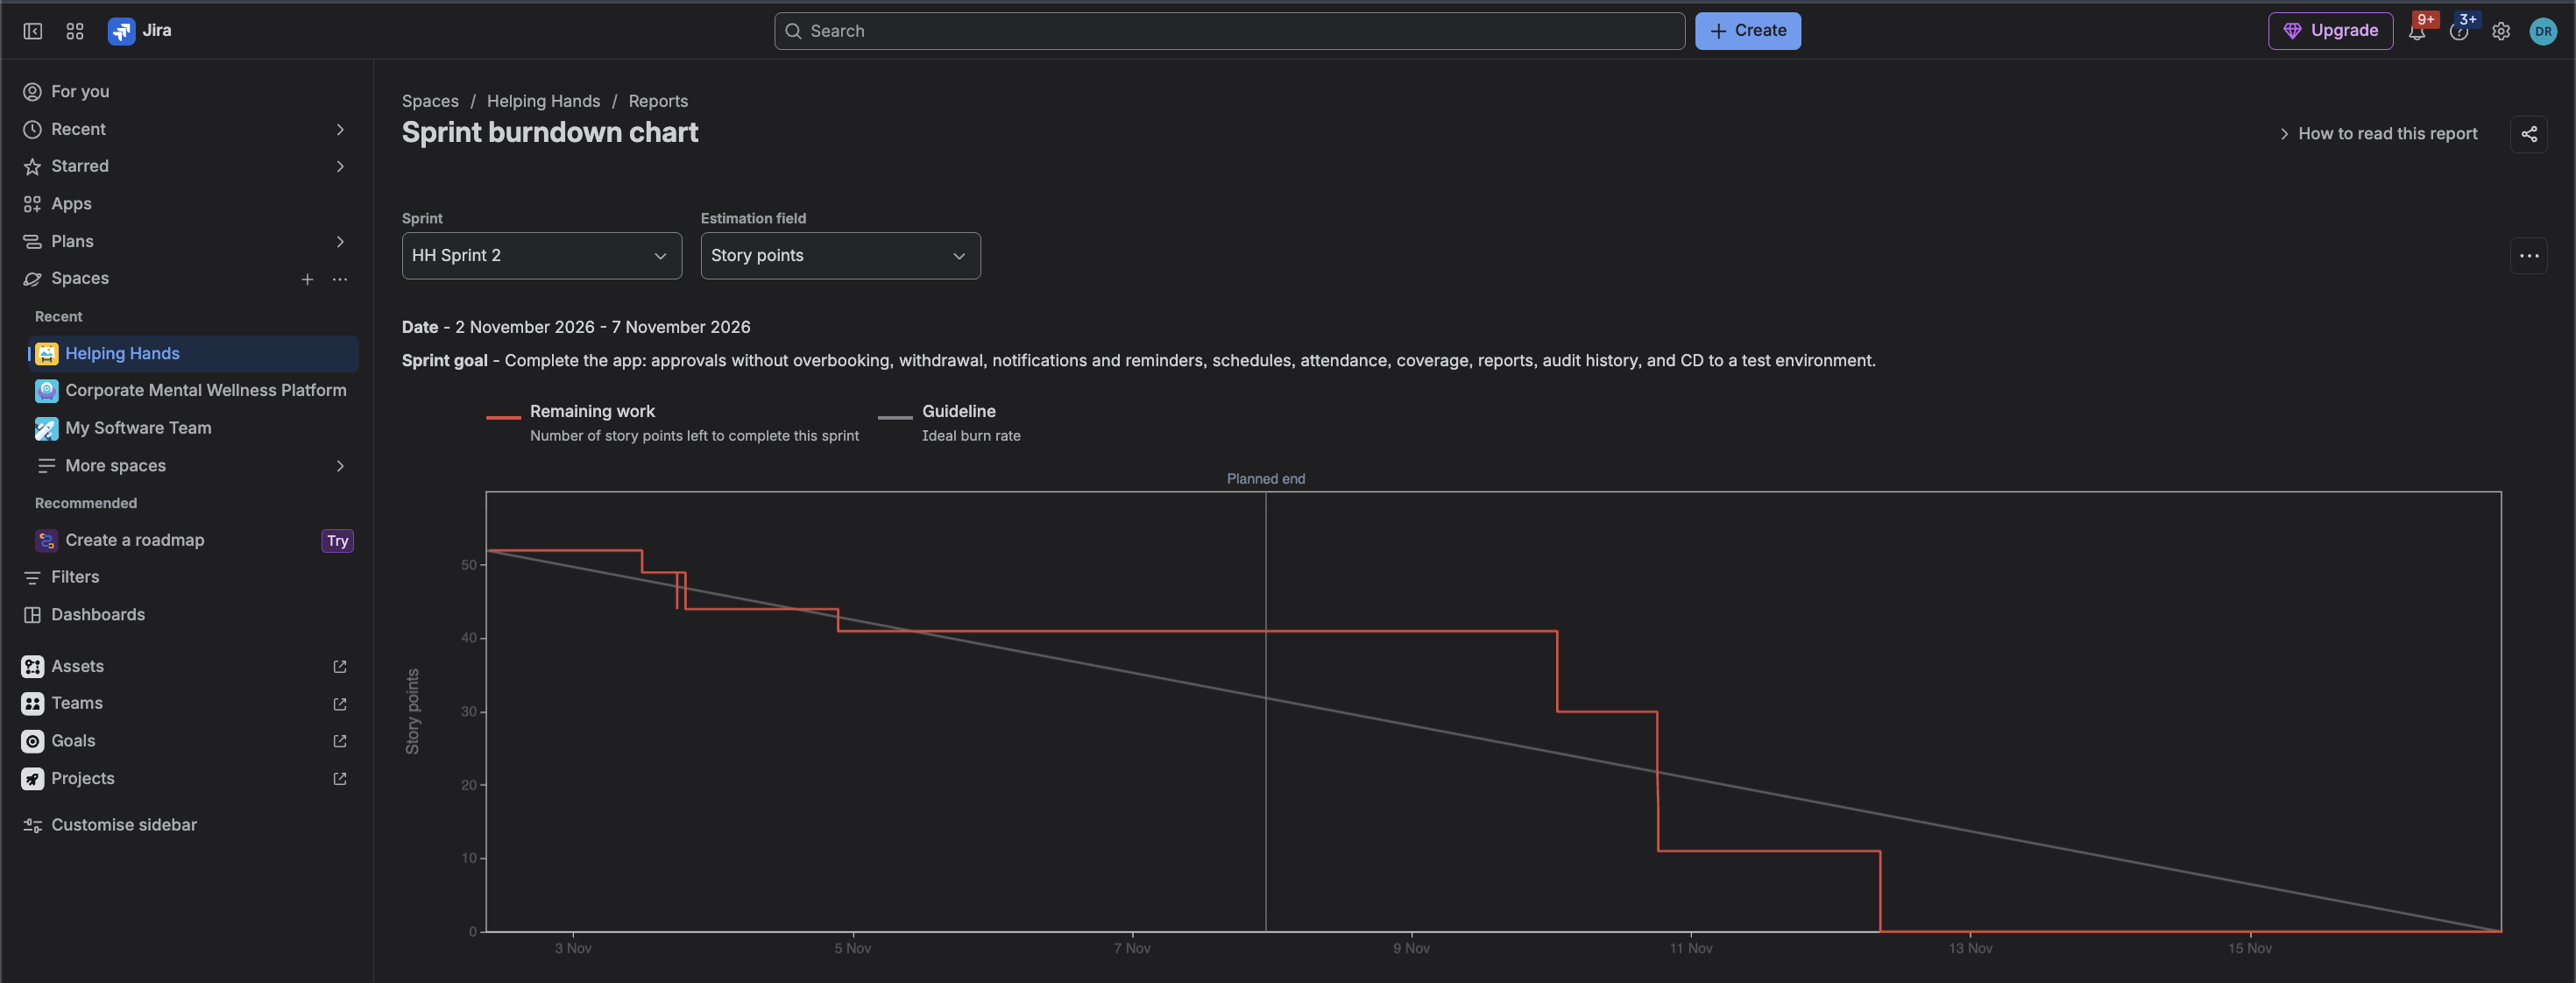 Jira
Search
Create
Upgrade
9+
3+
DR
For you
Recent
Starred
Apps
Plans
Spaces
Recent
Helping Hands
Corporate Mental Wellness Platform
My Software Team
More spaces
Recommended
Create a roadmap
Try
Filters
Dashboards
Assets
Teams
Goals
Projects
Customise sidebar
Spaces / Helping Hands / Reports
Sprint burndown chart
How to read this report
Sprint
HH Sprint 2
Estimation field
Story points
Date - 2 November 2026 - 7 November 2026
Sprint goal - Complete the app: approvals without overbooking, withdrawal, notifications and reminders, schedules, attendance, coverage, reports, audit history, and CD to a test environment.
Remaining work
Number of story points left to complete this sprint
Guideline
Ideal burn rate
Planned end
Story points
50
40
30
20
10
0
3 Nov
5 Nov
7 Nov
9 Nov
11 Nov
13 Nov
15 Nov